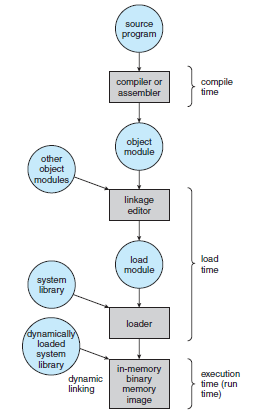 source
program
compiler or
assembler
compile
time
object
module
other
object
modules
linkage
editor
load
module
load
time
system
library
loader
dynamically
loaded
system
library
dynamic
linking
in-memory
binary
memory
image
execution
time (run
time)